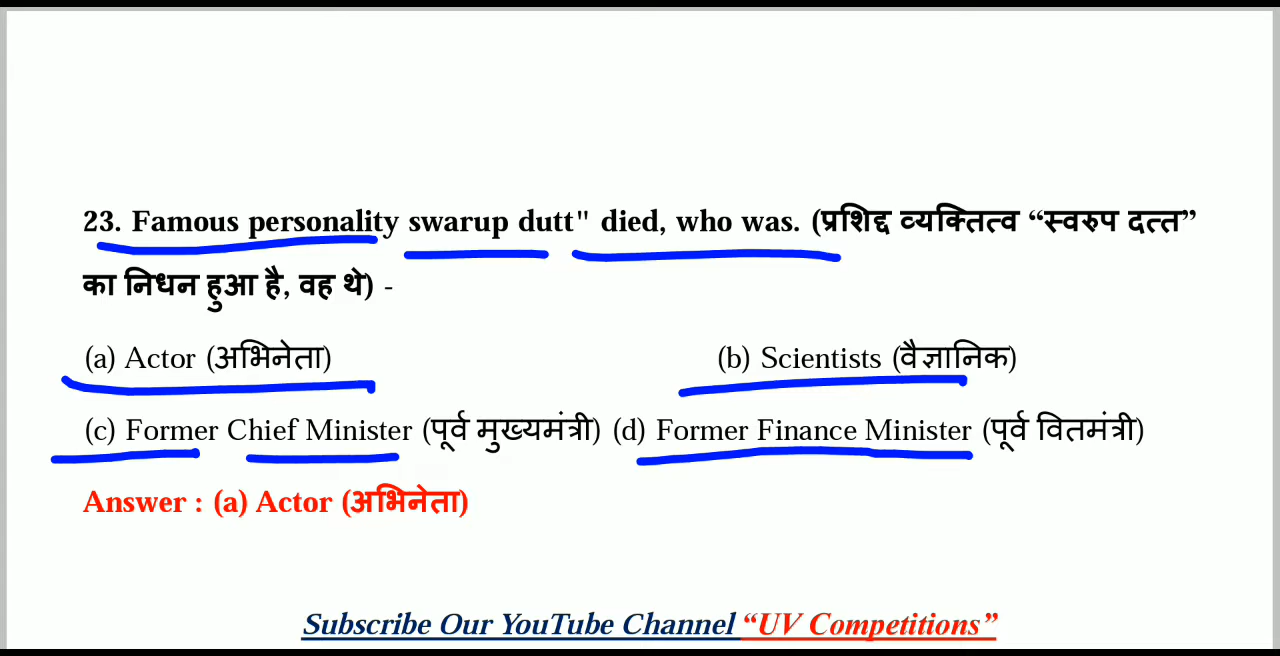 23. Famous personality swarup dutt" died, who was. (प्रशिद्द व्यक्तित्व “स्वरुप दत्त”
का निधन हुआ है, वह थे) -
(a) Actor (अभिनेता) (b) Scientists (वैज्ञानिक)
(c) Former Chief Minister (पूर्व मुख्यमंत्री) (d) Former Finance Minister (पूर्व वितमंत्री)
Answer : (a) Actor (अभिनेता)
Subscribe Our YouTube Channel “UV Competitions”